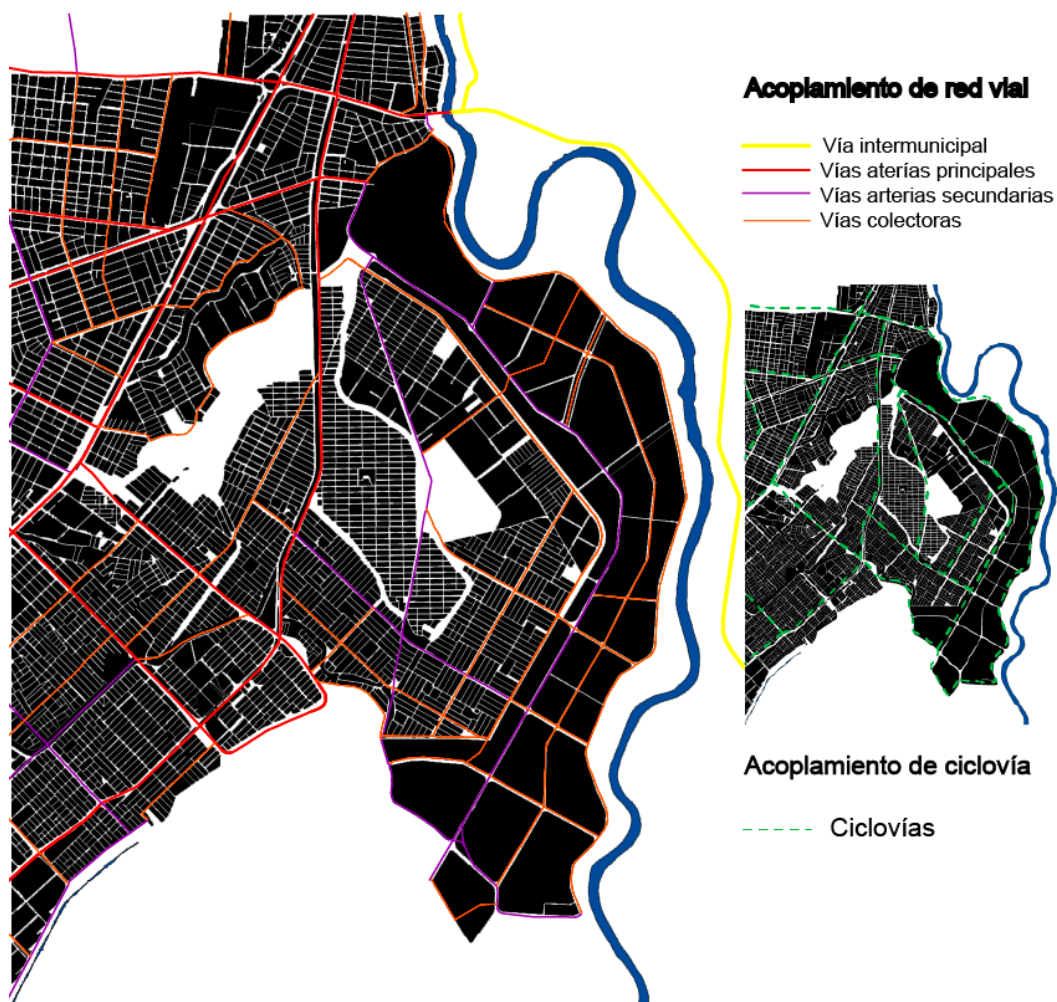 Acoplamiento de red vial
Vía intermunicipal
Vías aterías principales
Vías arterias secundarias
Vías colectoras
Acoplamiento de ciclovía
Ciclovías